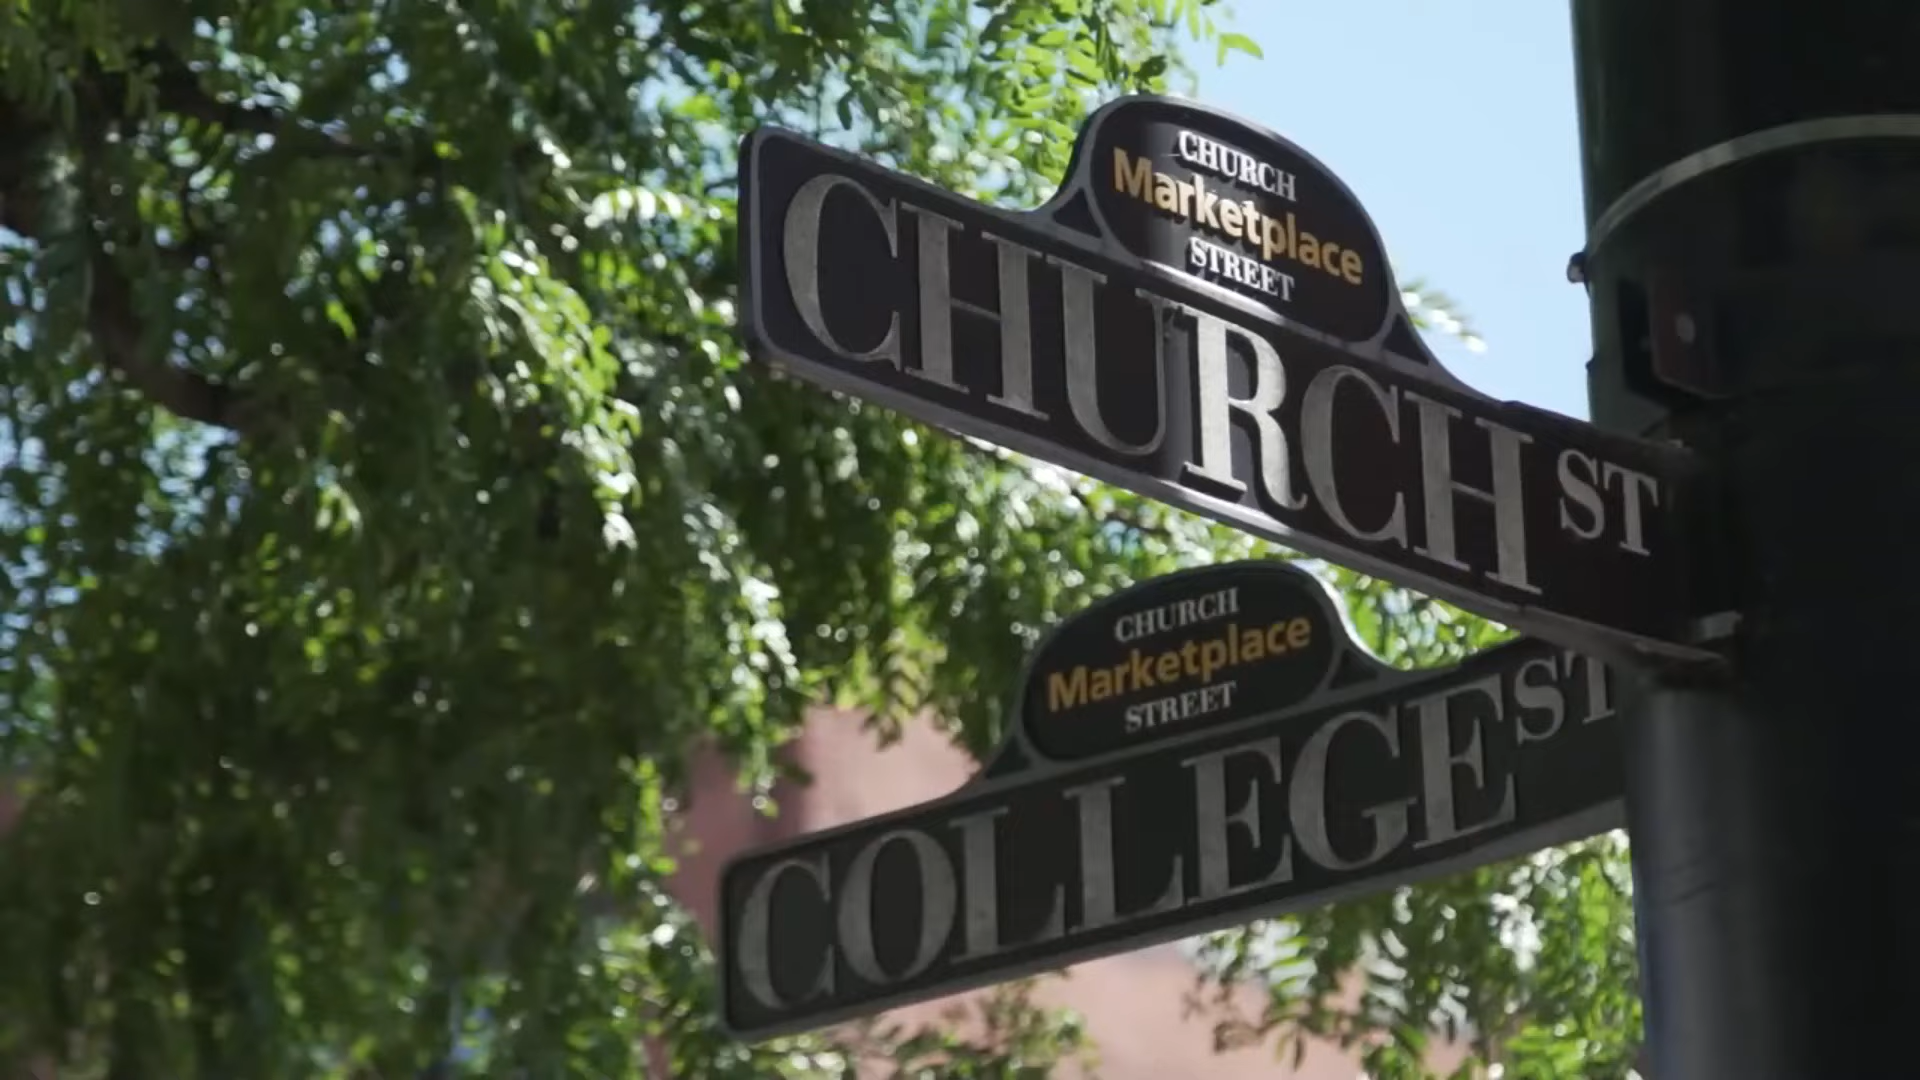 CHURCH
Marketplace
STREET
CHURCH ST
CHURCH
Marketplace
STREET
COLLEGE ST